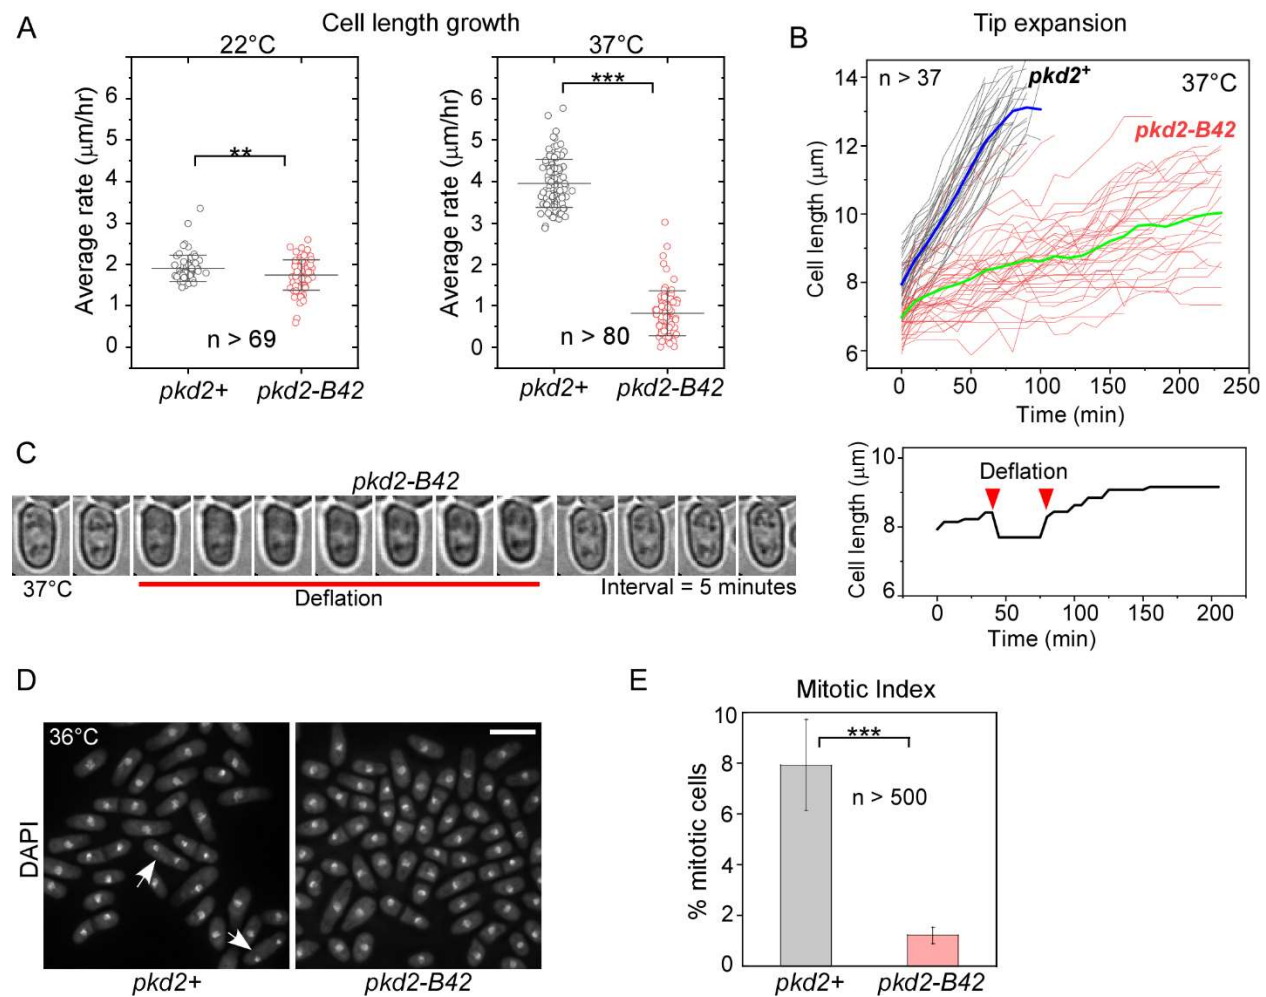 A
Cell length growth
22°C
37°C
Average rate (μm/hr)
6
5
4
3
2
1
0
**
n > 69
pkd2+
pkd2-B42
Average rate (μm/hr)
6
5
4
3
2
1
0
***
n > 80
pkd2+
pkd2-B42
B
Tip expansion
n > 37
pkd2+
37°C
pkd2-B42
Cell length (μm)
14
12
10
8
6
0 50 100 150 200 250
Time (min)
C
pkd2-B42
37°C
Deflation
Interval = 5 minutes
Cell length (μm)
10
8
6
Deflation
0 50 100 150 200
Time (min)
D
36°C
DAPI
pkd2+
pkd2-B42
E
Mitotic Index
% mitotic cells
10
8
6
4
2
0
***
n > 500
pkd2+
pkd2-B42